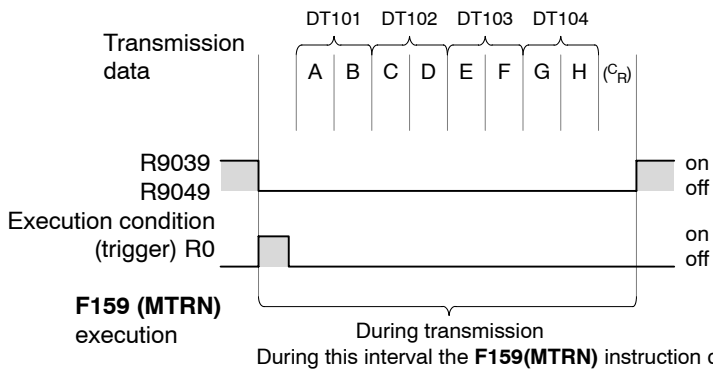 DT101 DT102 DT103 DT104
Transmission
data
A B C D E F G H (CR)
R9039
on
R9049
off
Execution condition
(trigger) R0
on
off
F159 (MTRN)
execution
During transmission
During this interval the F159(MTRN) instruction